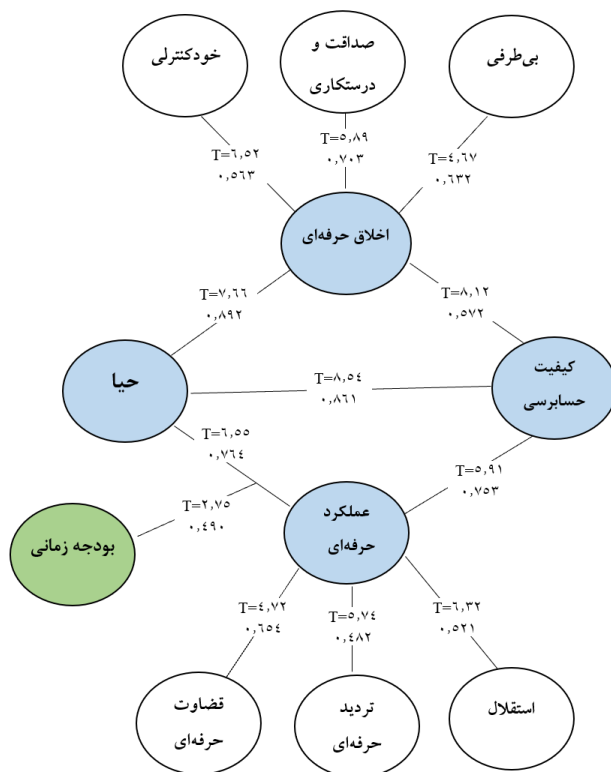 خودکنترلی
صداقت و
درستکاری
بی‌طرفی
T=۶,۵۲
۰,۵۶۳
T=۵,۸۹
۰,۷۰۳
T=۴,۶۷
۰,۶۳۲
اخلاق حرفه‌ای
T=۷,۶۶
۰,۸۹۲
T=۸,۱۲
۰,۵۷۲
حیا
T=۸,۵۴
۰,۸۶۱
کیفیت
حسابرسی
T=۶,۵۵
۰,۷۶۴
T=۵,۹۱
۰,۷۵۳
بودجه زمانی
T=۲,۷۵
۰,۴۹۰
عملکرد
حرفه‌ای
T=۴,۷۲
۰,۶۵۴
T=۵,۷۴
۰,۴۸۲
T=۶,۳۲
۰,۵۲۱
قضاوت
حرفه‌ای
تردید
حرفه‌ای
استقلال